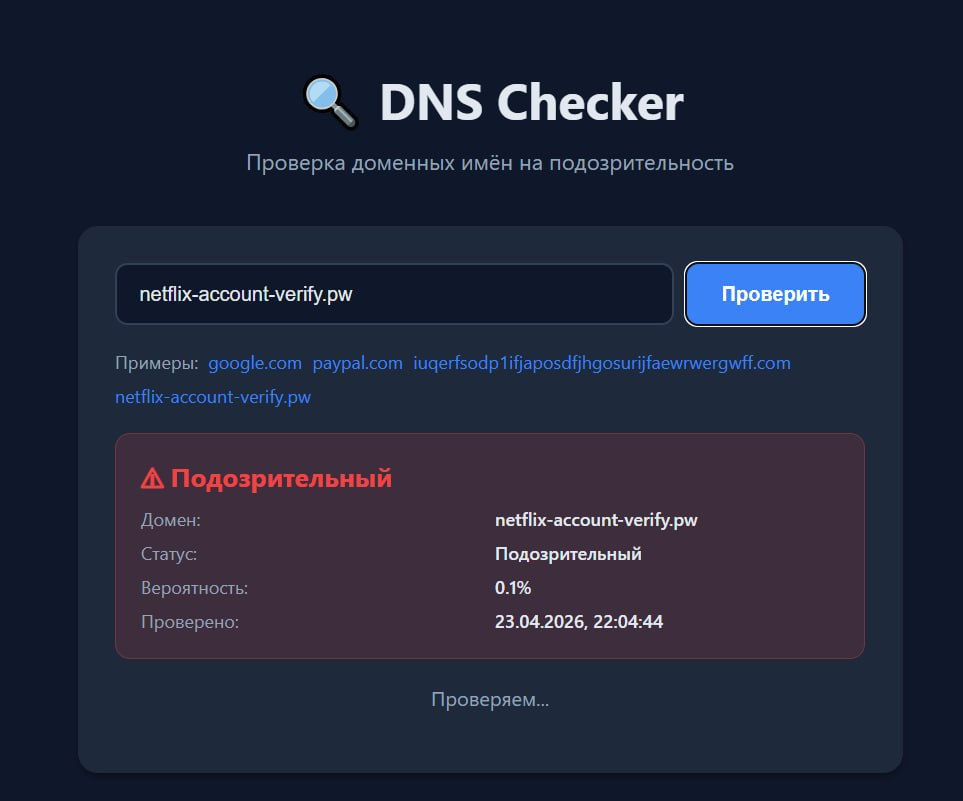 DNS Checker
Проверка доменных имён на подозрительность
netflix-account-verify.pw Проверить
Примеры: google.com paypal.com iuqerfsodp1ifjaposdfjhgosurijfaewrwergwff.com
netflix-account-verify.pw
Подозрительный
Домен: netflix-account-verify.pw
Статус: Подозрительный
Вероятность: 0.1%
Проверено: 23.04.2026, 22:04:44
Проверяем...